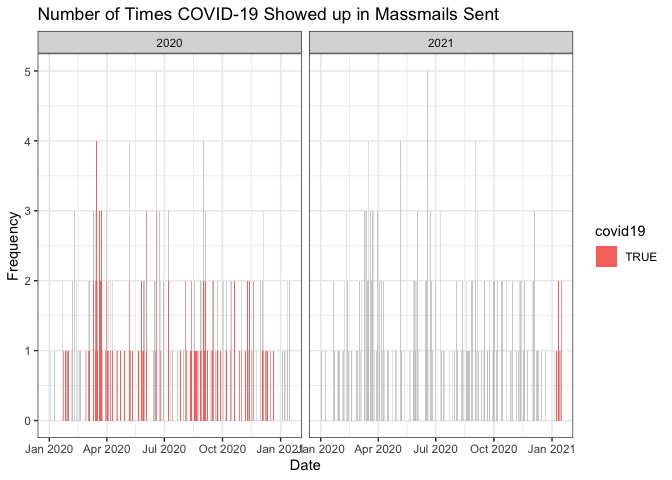 Number of Times COVID-19 Showed up in Massmails Sent
2020
2021
5
4
3
2
1
0
Frequency
Jan 2020 Apr 2020 Jul 2020 Oct 2020 Jan 2021
Jan 2020 Apr 2020 Jul 2020 Oct 2020 Jan 2021
Date
covid19
TRUE